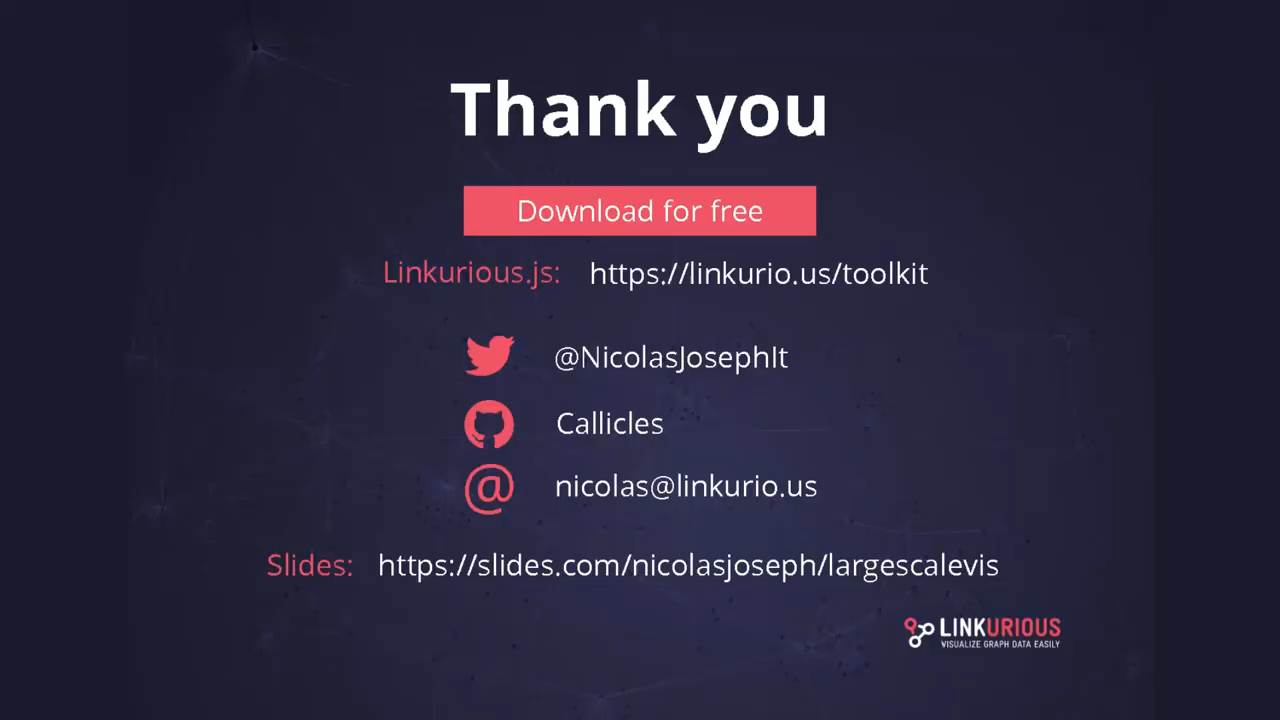 Thank you
Download for free
Linkurious.js: https://linkurio.us/toolkit
@NicolasJosephIt
Callicles
@ nicolas@linkurio.us
Slides: https://slides.com/nicolasjoseph/largescalevis
LINKURIOUS
VISUALIZE GRAPH DATA EASILY